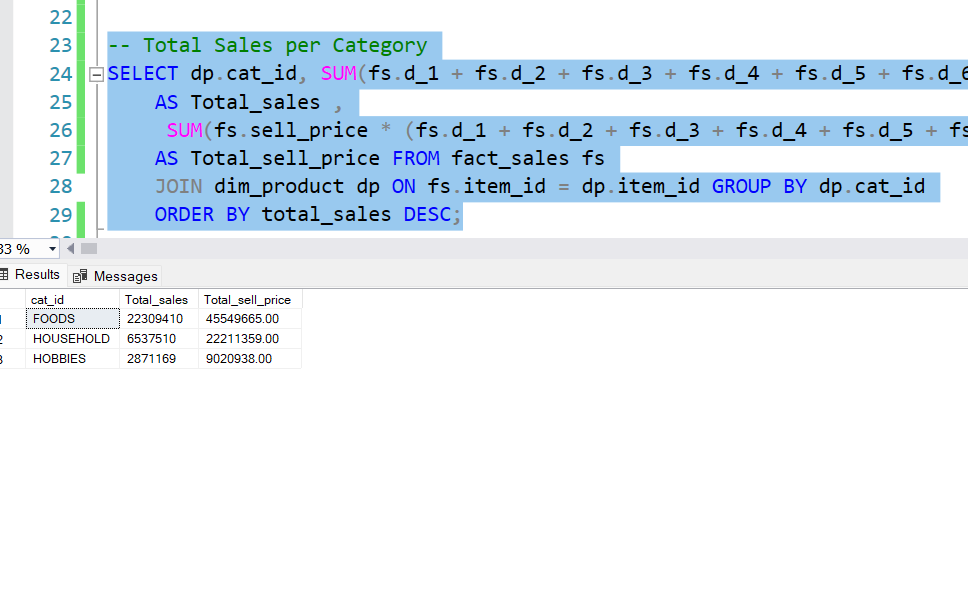 22
23 -- Total Sales per Category
24 SELECT dp.cat_id, SUM(fs.d_1 + fs.d_2 + fs.d_3 + fs.d_4 + fs.d_5 + fs.d_6
25 AS Total_sales ,
26 SUM(fs.sell_price * (fs.d_1 + fs.d_2 + fs.d_3 + fs.d_4 + fs.d_5 + fs
27 AS Total_sell_price FROM fact_sales fs
28 JOIN dim_product dp ON fs.item_id = dp.item_id GROUP BY dp.cat_id
29 ORDER BY total_sales DESC;
33 %
Results Messages
cat_id Total_sales Total_sell_price
1 FOODS 22309410 45549665.00
2 HOUSEHOLD 6537510 22211359.00
3 HOBBIES 2871169 9020938.00